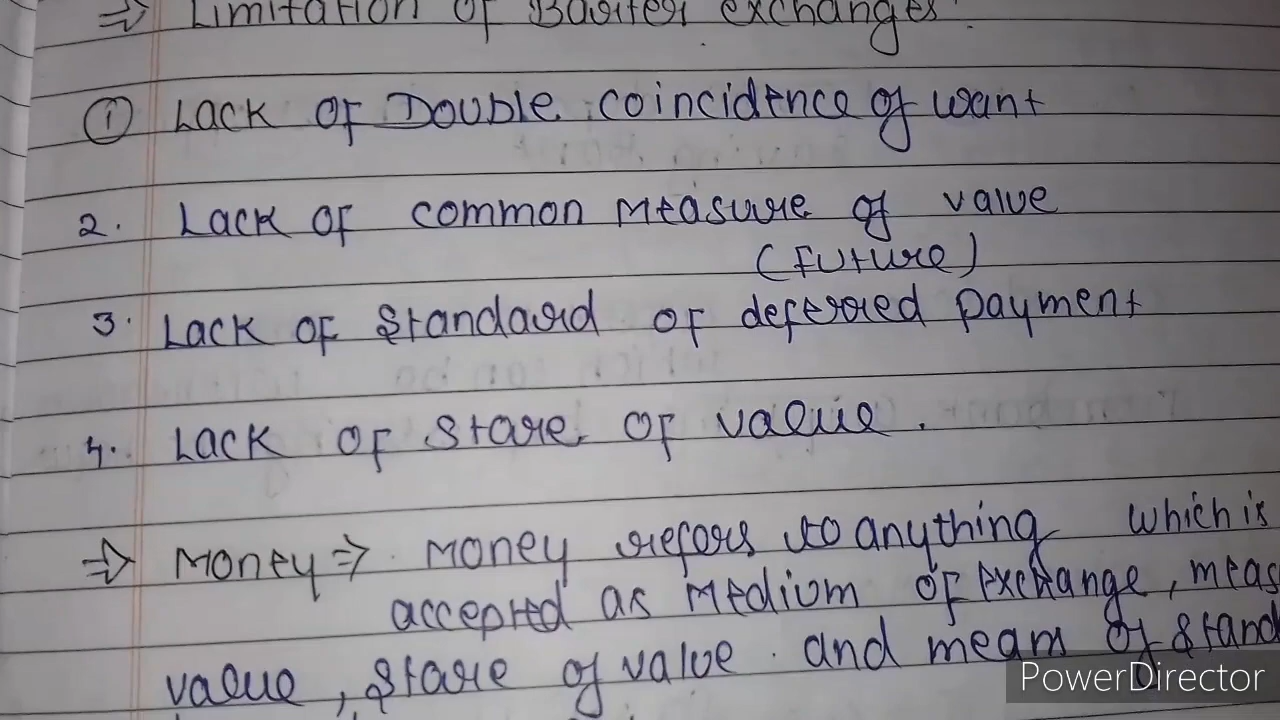 ⇒ Limitation of Barter exchanges.
① Lack of Double coincidence of want
2. Lack of common measure of value
(future)
3. Lack of standard of deferred payment
4. Lack of store of value.
⇒ Money ⇒ Money refers to anything which is
accepted as medium of exchange, meas
value, store of value. and mean of stand
PowerDirector